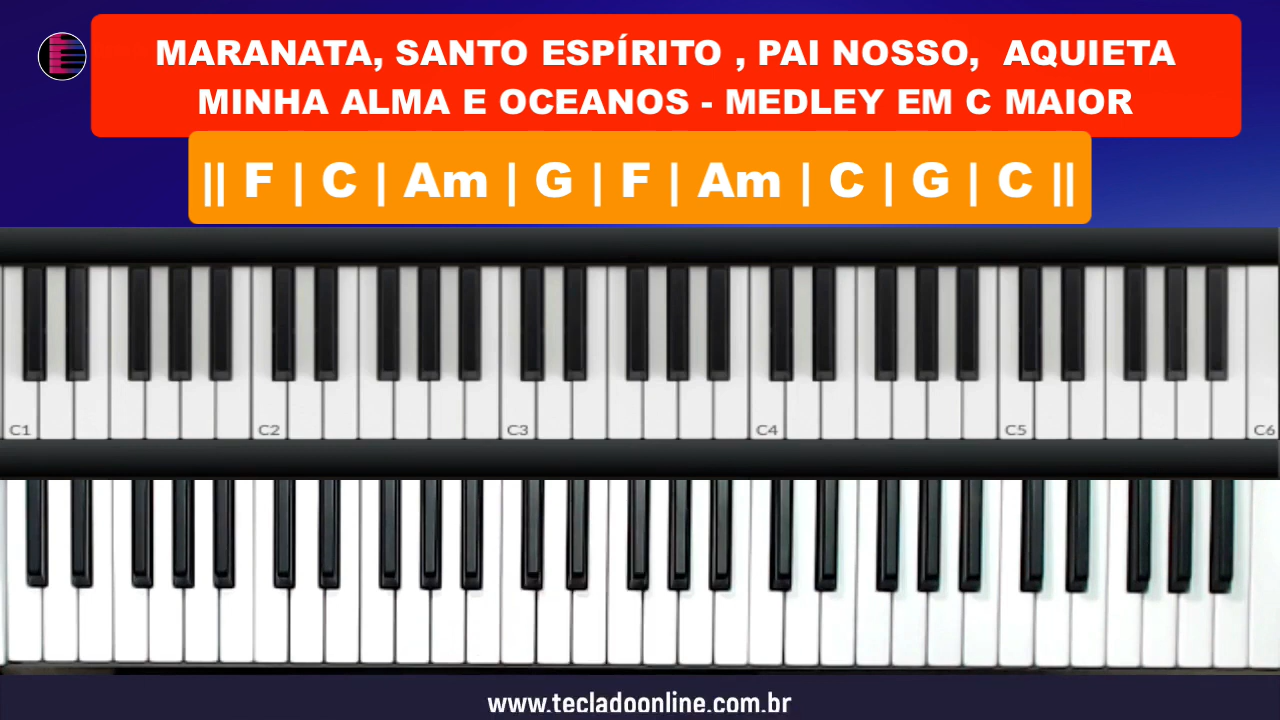 MARANATA, SANTO ESPÍRITO , PAI NOSSO, AQUIETA
MINHA ALMA E OCEANOS - MEDLEY EM C MAIOR
|| F | C | Am | G | F | Am | C | G | C ||
C1 C2 C3 C4 C5 C6
www.tecladoonline.com.br